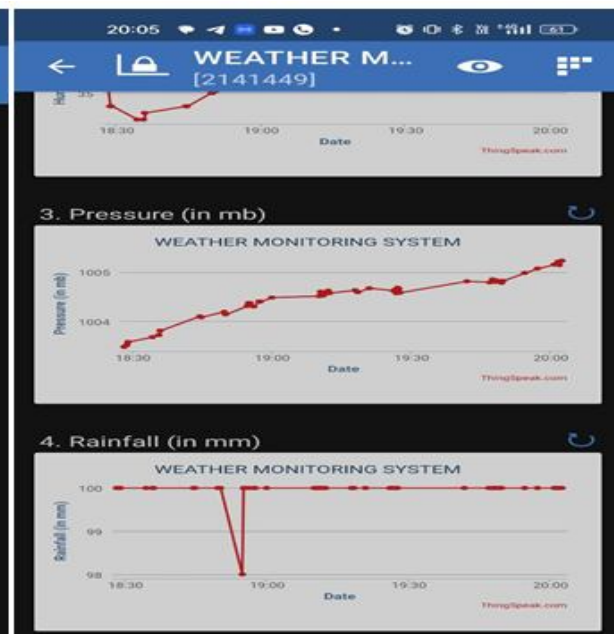 20:05
61
WEATHER M...
[2141449]
35
18:30 19:00 19:30 20:00
Date
ThingSpeak.com
3. Pressure (in mb)
WEATHER MONITORING SYSTEM
Pressure (in mb)
1005
1004
18:30 19:00 19:30 20:00
Date
ThingSpeak.com
4. Rainfall (in mm)
WEATHER MONITORING SYSTEM
Rainfall (in mm)
100
99
98
18:30 19:00 19:30 20:00
Date
ThingSpeak.com